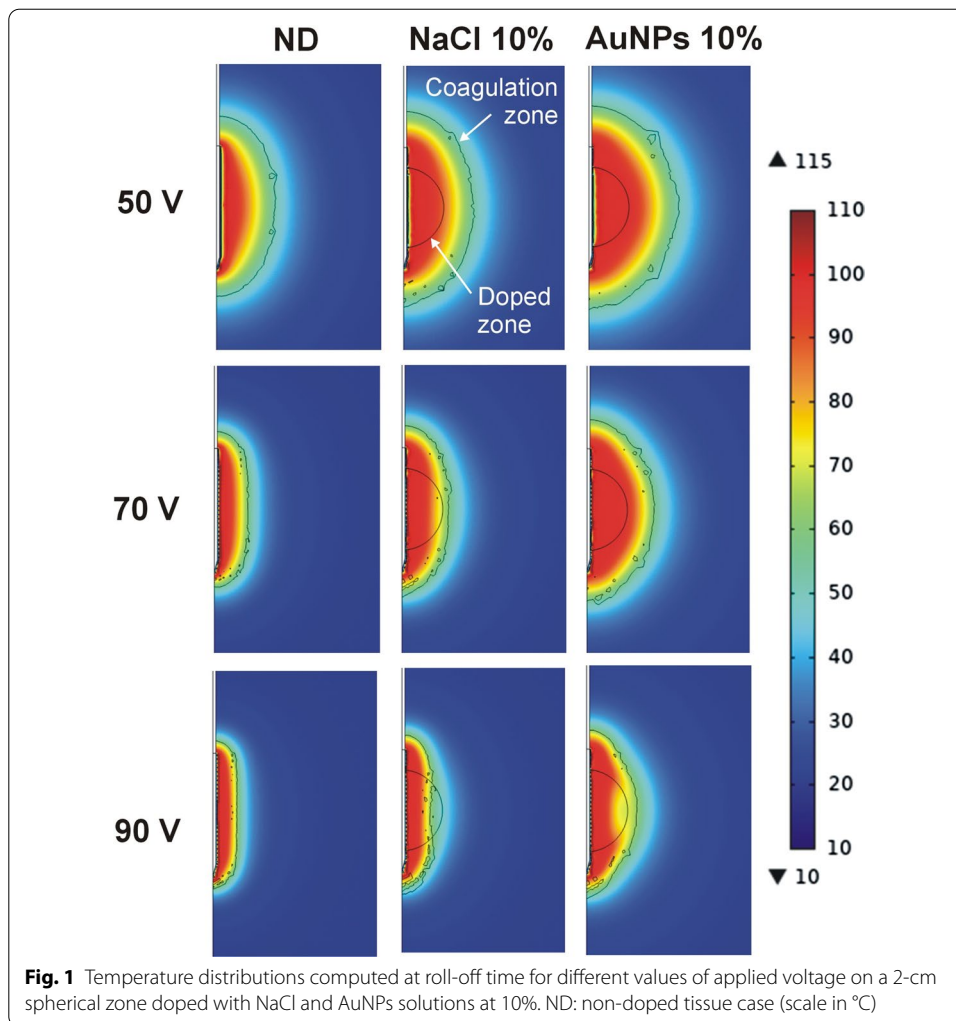 ND NaCl 10% AuNPs 10%
Coagulation
zone
50 V
Doped
zone
70 V
90 V
▲ 115
110
100
90
80
70
60
50
40
30
20
10
▼ 10
Fig. 1 Temperature distributions computed at roll-off time for different values of applied voltage on a 2-cm
spherical zone doped with NaCl and AuNPs solutions at 10%. ND: non-doped tissue case (scale in °C)